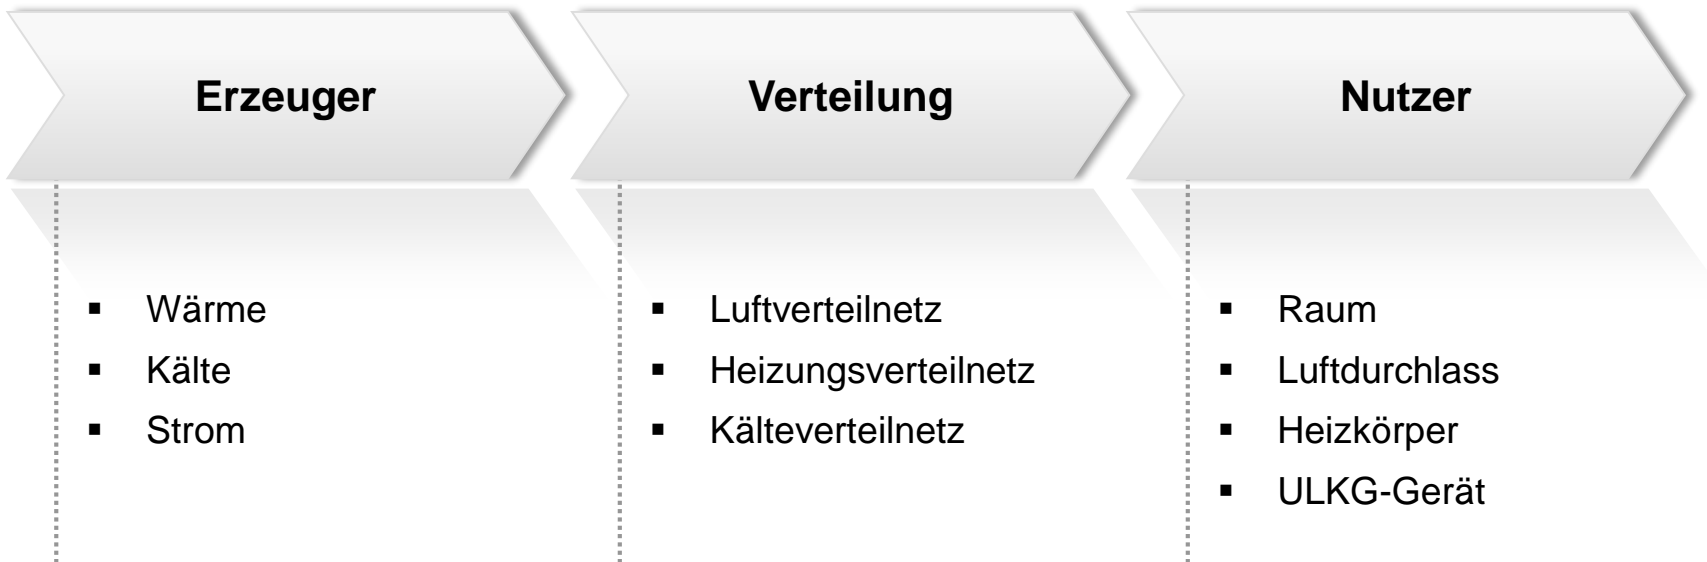 Erzeuger
Verteilung
Nutzer
▪ Wärme
▪ Kälte
▪ Strom
▪ Luftverteilnetz
▪ Heizungsverteilnetz
▪ Kälteverteilnetz
▪ Raum
▪ Luftdurchlass
▪ Heizkörper
▪ ULKG-Gerät